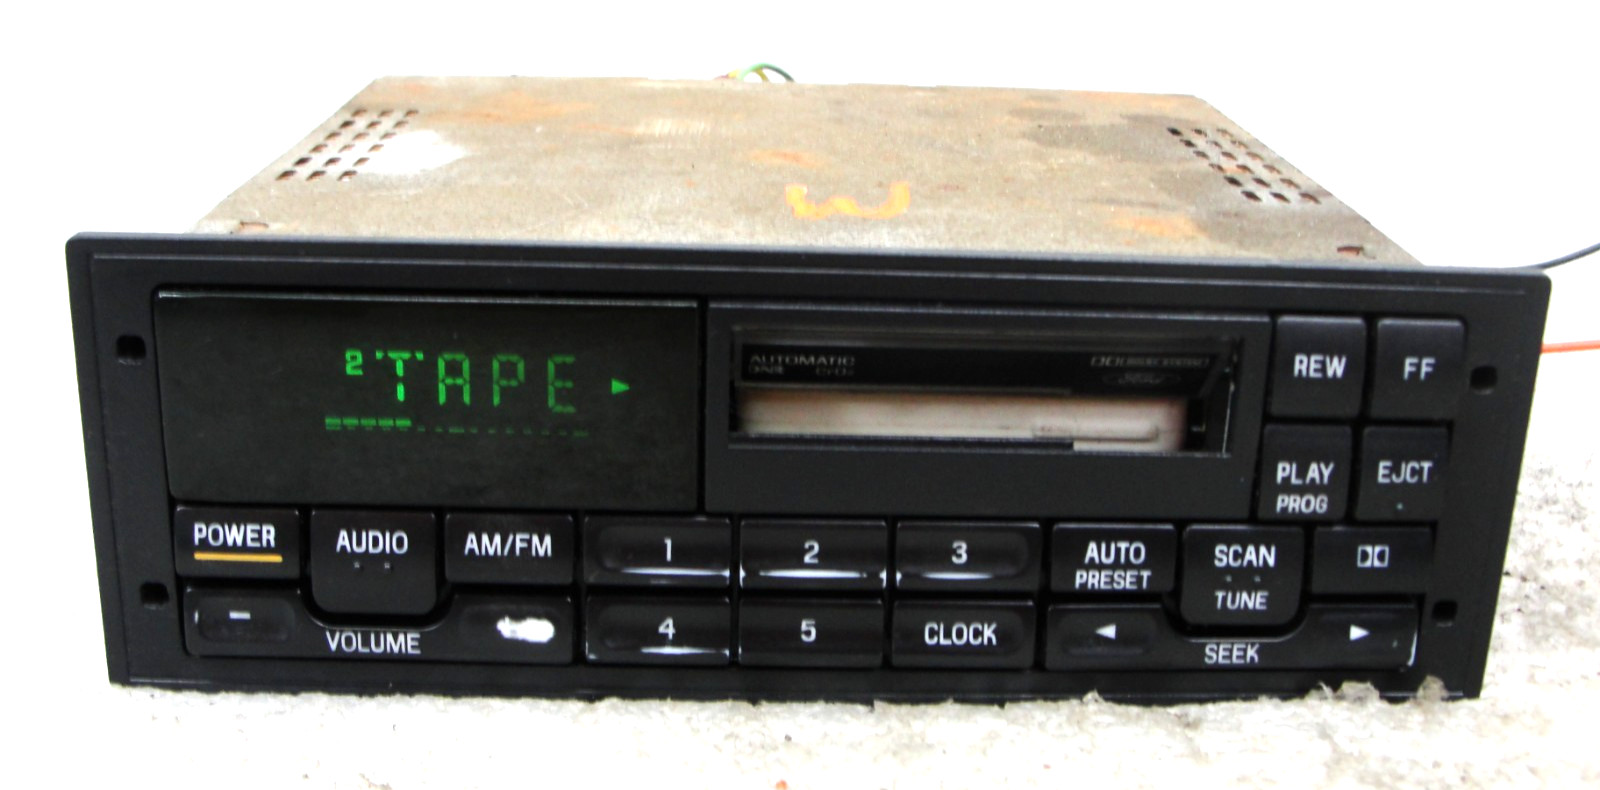 2 TAPE ▶
AUTOMATIC
CrO₂
REW
FF
PLAY
PROG
EJCT
POWER
AUDIO
AM/FM
1
2
3
AUTO
PRESET
SCAN
TUNE
-
VOLUME
4
5
CLOCK
◀
SEEK
▶